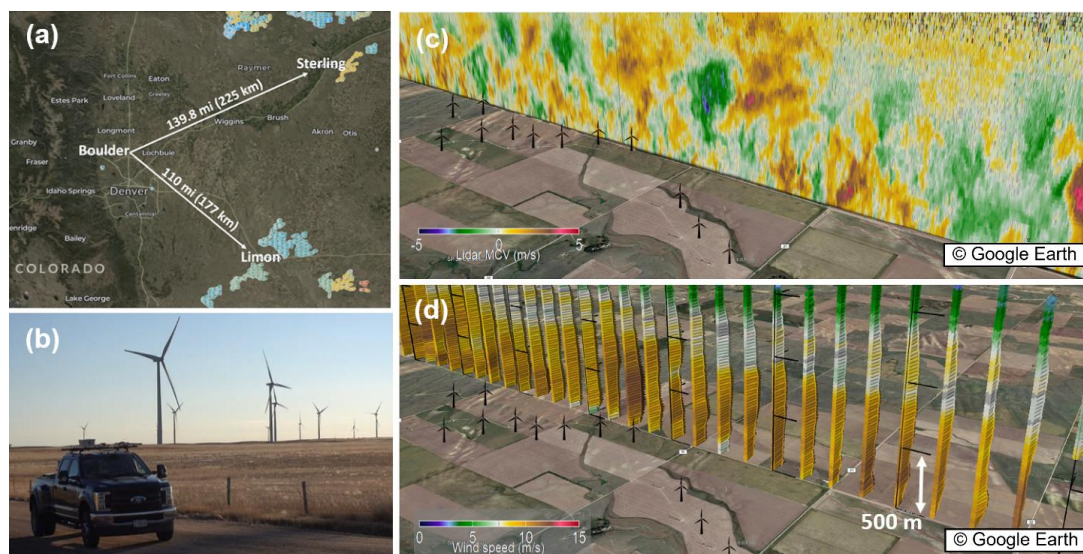 (a)
Fort Collins
Eaton
Raymer
Sterling
Estes Park
Loveland
Greeley
139.8 mi (225 km)
Longmont
Wiggins
Brush
Akron
Otis
Granby
Boulder
Lochbuie
Fraser
110 mi (177 km)
Idaho Springs
Denver
Centennial
enridge
Bailey
Limon
COLORADO
Lake George
(b)
(c)
-5
0
5
Lidar MCV (m/s)
© Google Earth
(d)
500 m
0
5
10
15
Wind speed (m/s)
© Google Earth